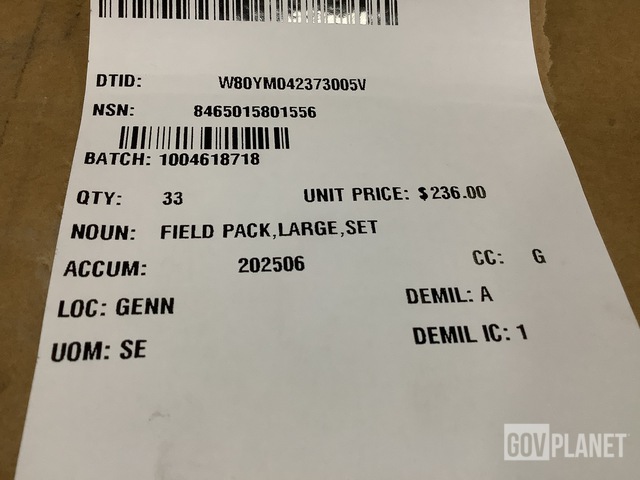 DTID: W80YM042373005V
NSN: 8465015801556
BATCH: 1004618718
QTY: 33 UNIT PRICE: $236.00
NOUN: FIELD PACK,LARGE,SET
ACCUM: 202506 CC: G
LOC: GENN DEMIL: A
UOM: SE DEMIL IC: 1
GOVPLANET